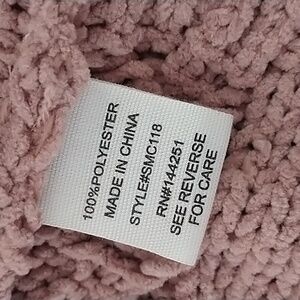 100%POLYESTER
MADE IN CHINA
STYLE#SMC118
RN#144251
SEE REVERSE
FOR CARE